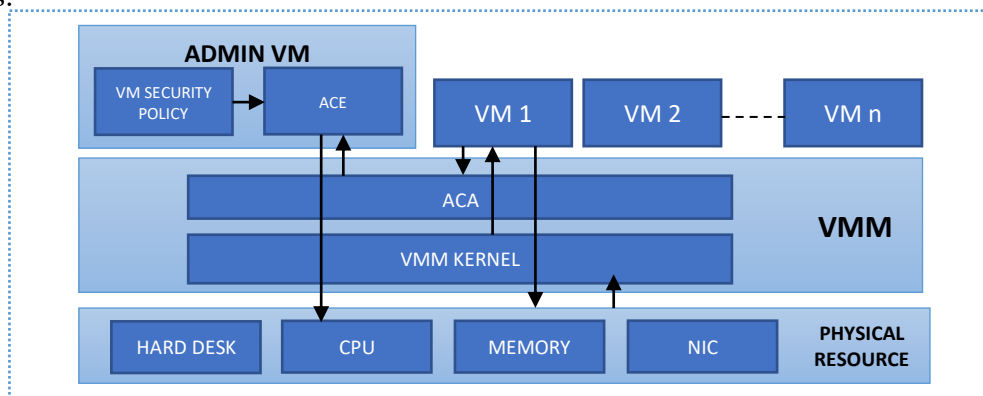 s.
ADMIN VM
VM SECURITY
POLICY
ACE
VM 1
VM 2
VM n
ACA
VMM KERNEL
VMM
HARD DESK
CPU
MEMORY
NIC
PHYSICAL
RESOURCE